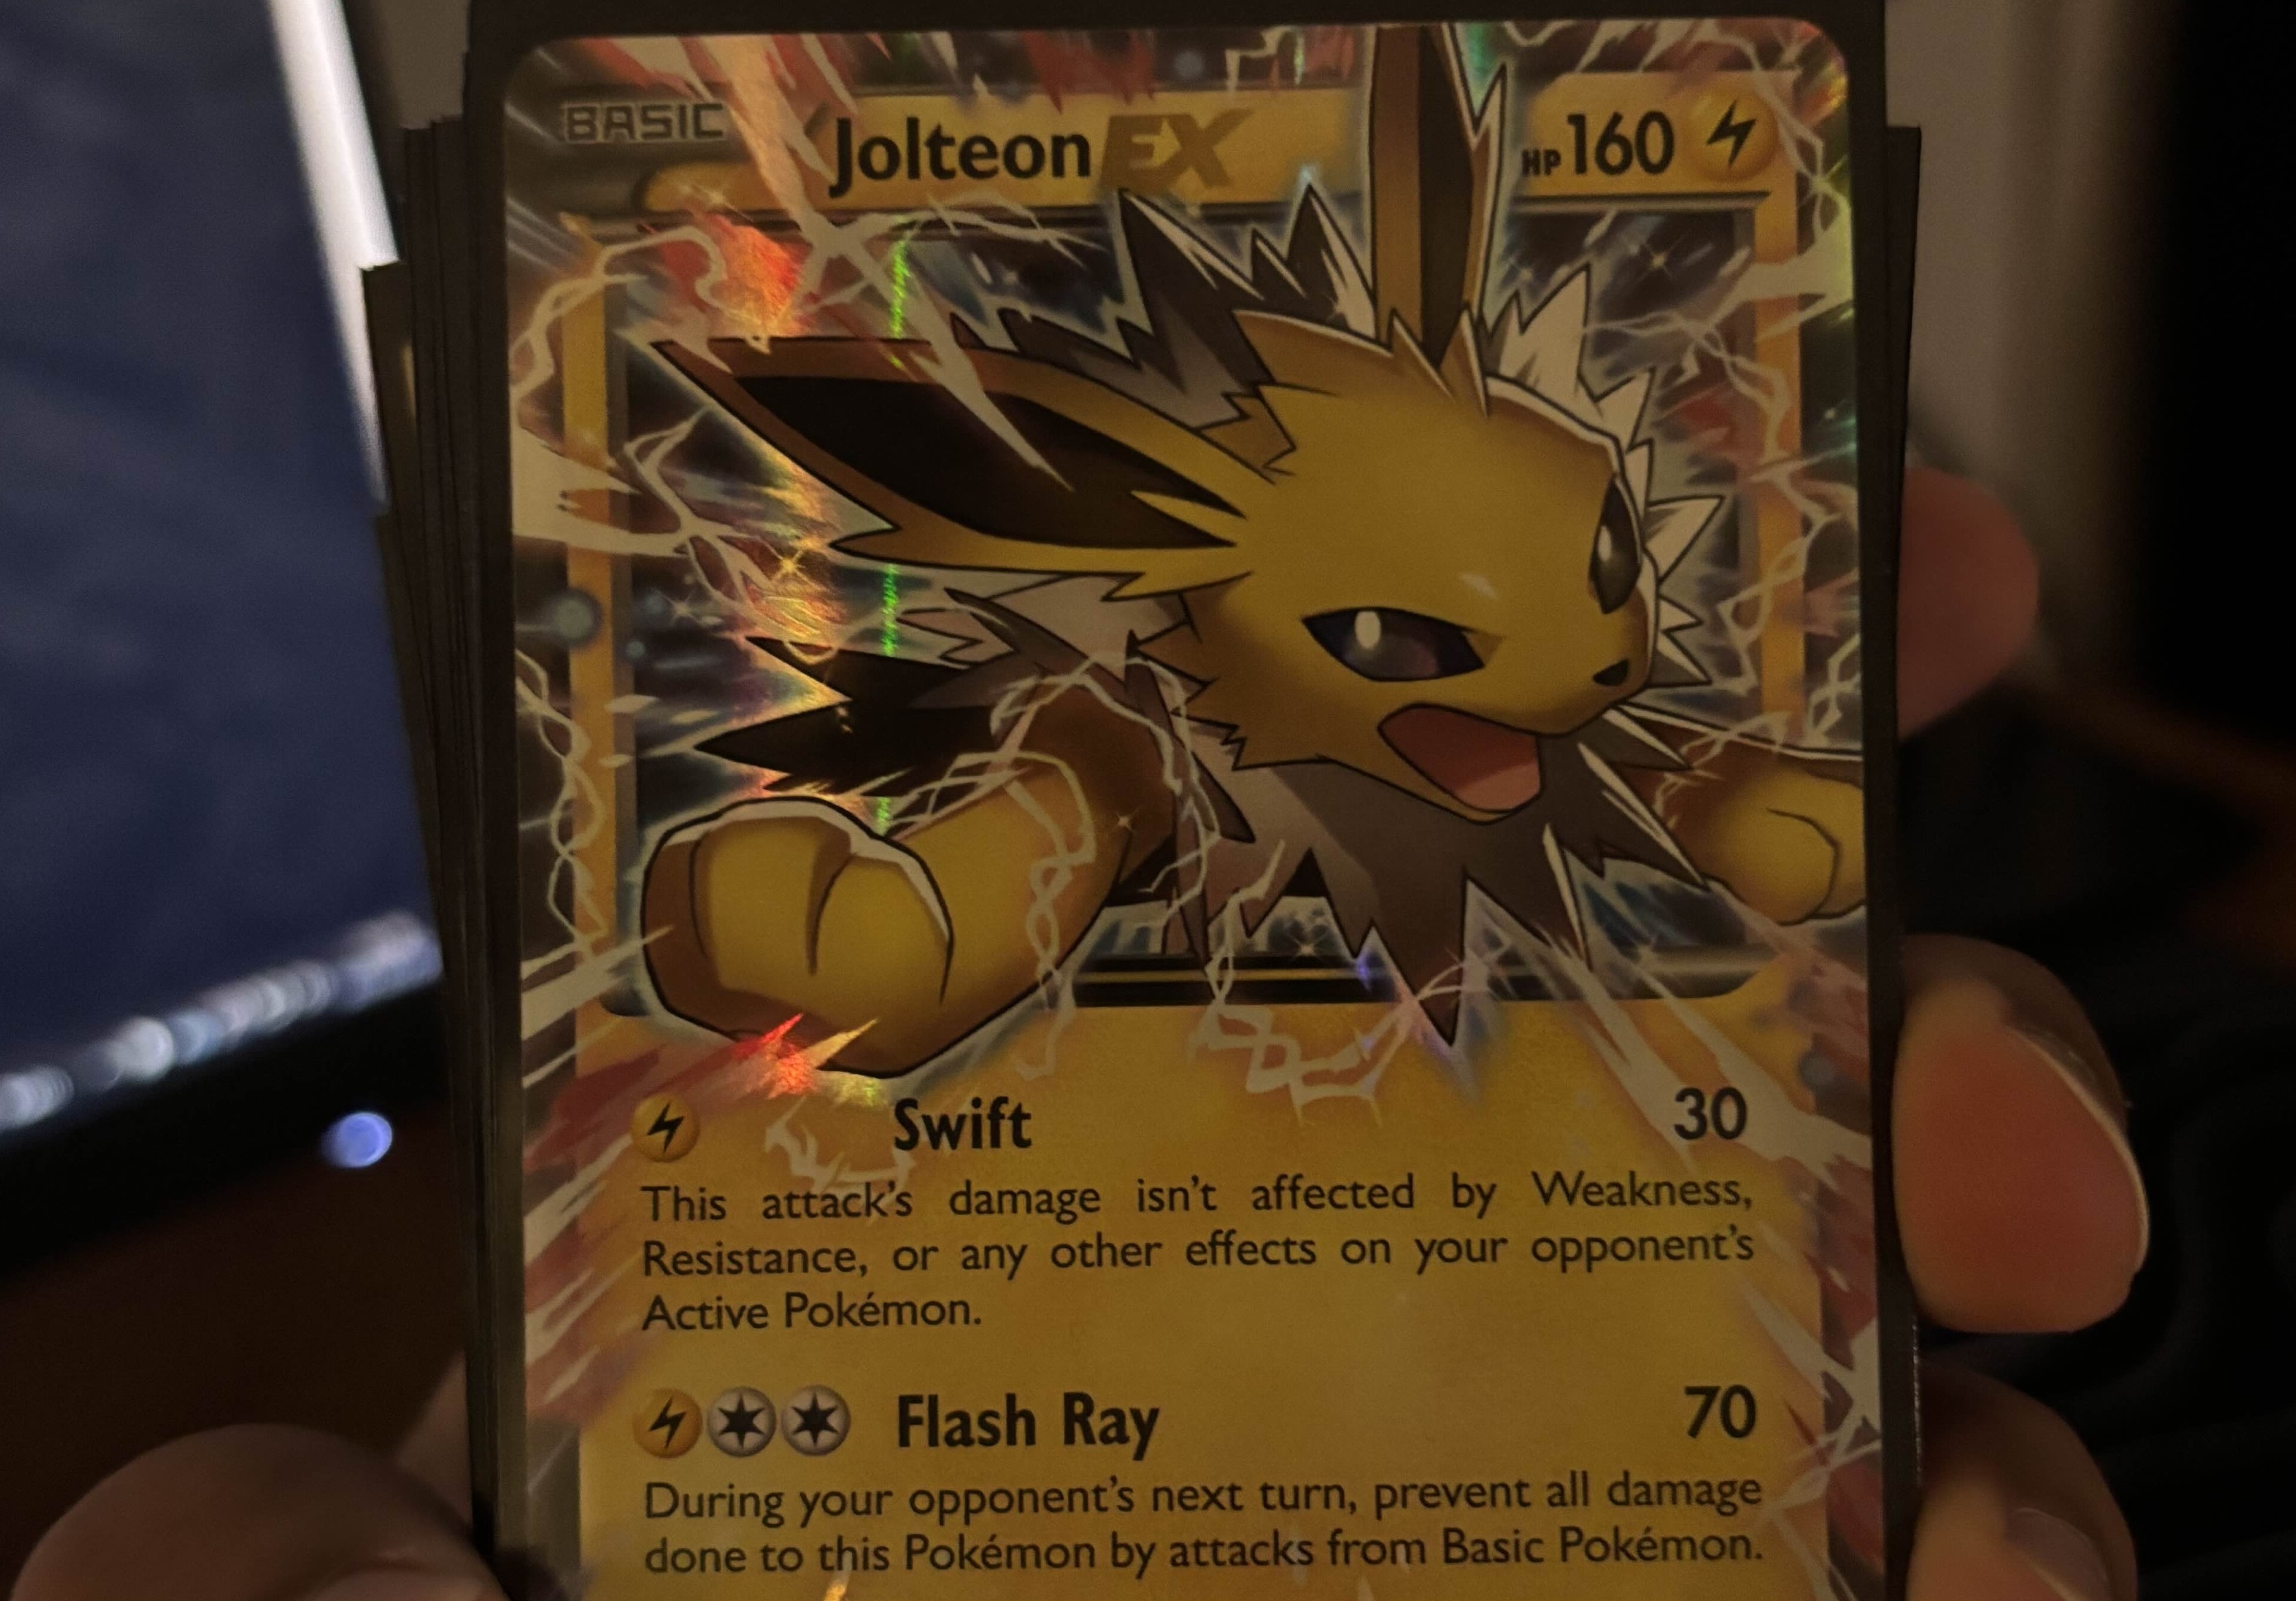 BASIC
Jolteon EX
HP 160
Swift 30
This attack's damage isn't affected by Weakness,
Resistance, or any other effects on your opponent's
Active Pokémon.
Flash Ray 70
During your opponent's next turn, prevent all damage
done to this Pokémon by attacks from Basic Pokémon.